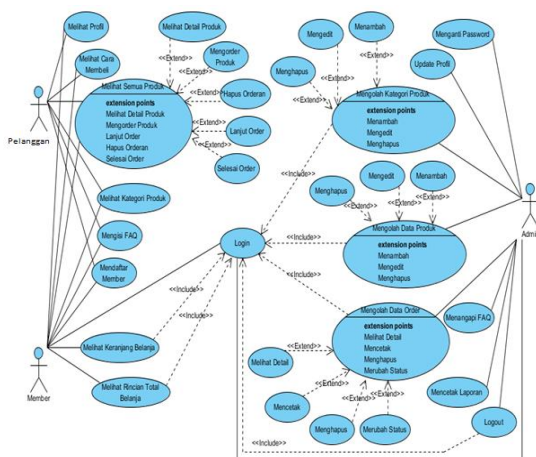 Melihat Profil
Melihat Detail Produk
Mengedit
Menambah
Menganti Password
<<Extend>>
<<Extend>>
<<Extend>>
Melihat Cara
Membeli
<<Extend>>
Mengorder
Produk
Menghapus
Update Profil
<<Extend>>
Melihat Semua Produk
extension points
Melihat Detail Produk
Mengorder Produk
Lanjut Order
Hapus Orderan
Selesai Order
<<Extend>>
Hapus Orderan
<<Extend>>
Lanjut Order
<<Extend>>
Selesai Order
Mengolah Kategori Produk
extension points
Menambah
Mengedit
Menghapus
Pelanggan
<<Include>>
Mengedit
Menambah
Menghapus
<<Extend>>
<<Extend>>
<<Extend>>
Melihat Kategori Produk
Mengisi FAQ
Mendaftar
Member
Login
<<Include>>
Mengolah Data Produk
extension points
Menambah
Mengedit
Menghapus
Admi
<<Include>>
<<Include>>
<<Include>>
Mengolah Data Order
extension points
Melihat Detail
Mencetak
Menghapus
Merubah Status
Menangapi FAQ
Melihat Keranjang Belanja
<<Extend>>
Melihat Detail
<<Extend>>
Melihat Rincian Total
Belanja
Member
Mencetak
<<Extend>>
<<Extend>>
Mencetak Laporan
Menghapus
Merubah Status
Logout
<<Include>>